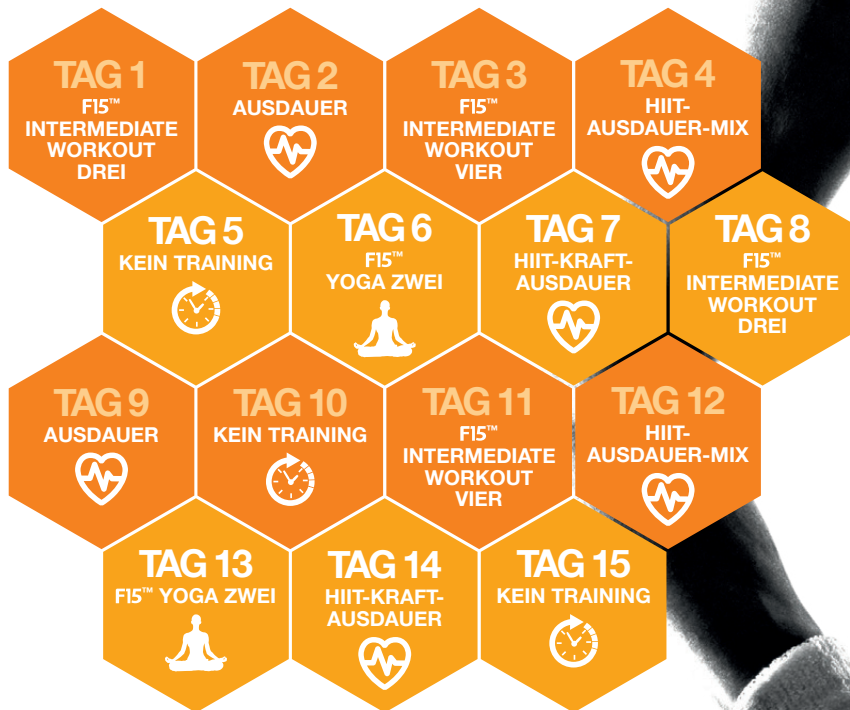 TAG 1
F15™
INTERMEDIATE
WORKOUT
DREI
TAG 2
AUSDAUER
TAG 3
F15™
INTERMEDIATE
WORKOUT
VIER
TAG 4
HIIT-
AUSDAUER-MIX
TAG 5
KEIN TRAINING
TAG 6
F15™
YOGA ZWEI
TAG 7
HIIT-KRAFT-
AUSDAUER
TAG 8
F15™
INTERMEDIATE
WORKOUT
DREI
TAG 9
AUSDAUER
TAG 10
KEIN TRAINING
TAG 11
F15™
INTERMEDIATE
WORKOUT
VIER
TAG 12
HIIT-
AUSDAUER-MIX
TAG 13
F15™ YOGA ZWEI
TAG 14
HIIT-KRAFT-
AUSDAUER
TAG 15
KEIN TRAINING